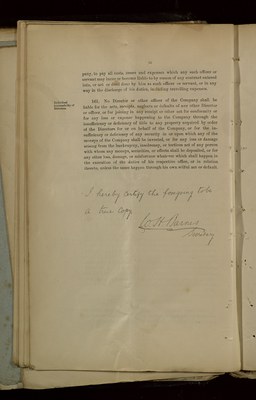 pany, to pay all costs, losses and expenses which any such officer or
servant may incur or become liable to by reason of any contract entered
into, or act or deed done by him as such officer or servant, or in any
way in the discharge of his duties, including travelling expenses.
Individual
responsibility of
Directors.
No Director or other officer of the Company shall be
liable for the acts, receipts, neglects or defaults of any other Director
or officer, or for joining in any receipt or other act for conformity, or
for any loss or expense happening to the Company through the
insufficiency or deficiency of title to any property acquired by order
of the Directors for or on behalf of the Company, or for the in-
sufficiency or deficiency of any security in or upon which any of the
moneys of the Company shall be invested, or for any loss or damage
arising from the bankruptcy, insolvency, or tortious act of any person
with whom any moneys, securities, or effects shall be deposited, or for
any other loss, damage, or misfortune whatever which shall happen in
the execution of the duties of his respective office, or in relation
thereto, unless the same happen through his own wilful act or default.
I hereby certify the foregoing to be
a true copy